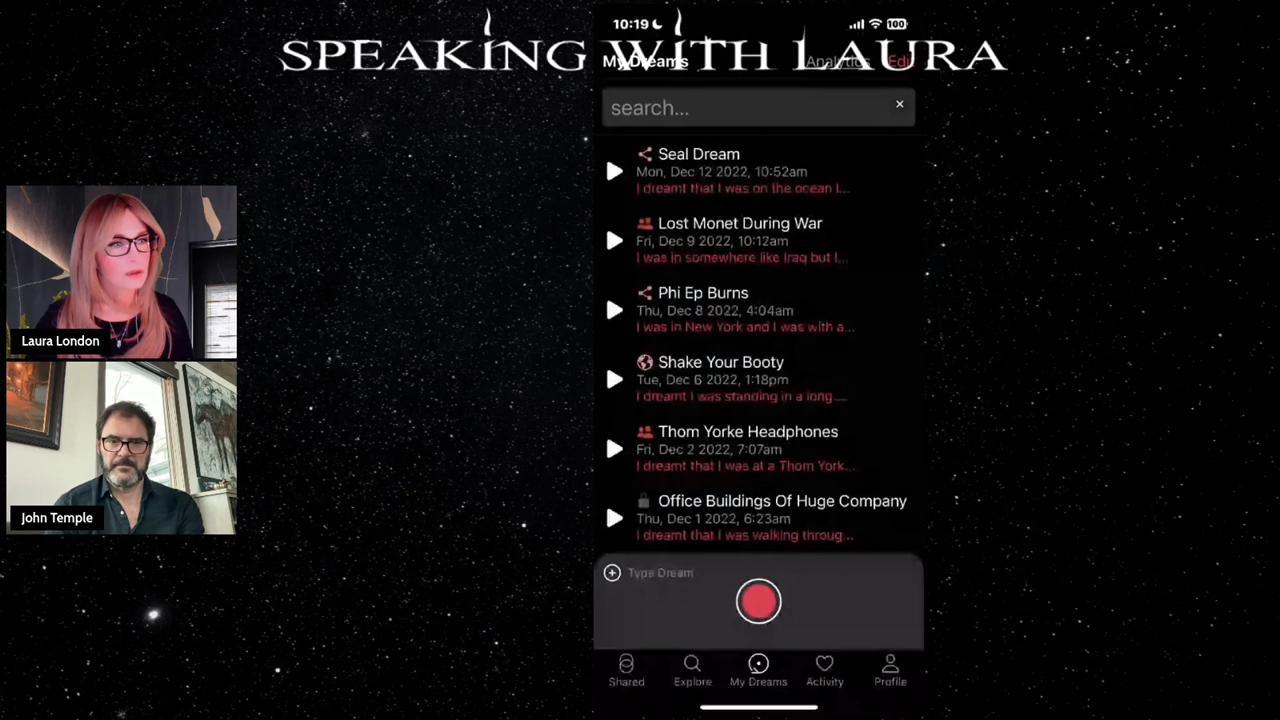 SPEAKING WITH LAURA
10:19
100
My Dreams
Analytics
Edit
search...
Seal Dream
Mon, Dec 12 2022, 10:52am
I dreamt that I was on the ocean I...
Lost Monet During War
Fri, Dec 9 2022, 10:12am
I was in somewhere like Iraq but I...
Phi Ep Burns
Thu, Dec 8 2022, 4:04am
I was in New York and I was with a...
Shake Your Booty
Tue, Dec 6 2022, 1:18pm
I dreamt I was standing in a long ...
Thom Yorke Headphones
Fri, Dec 2 2022, 7:07am
I dreamt that I was at a Thom York...
Office Buildings Of Huge Company
Thu, Dec 1 2022, 6:23am
I dreamt that I was walking throug...
Type Dream
Shared Explore My Dreams Activity Profile
Laura London
John Temple